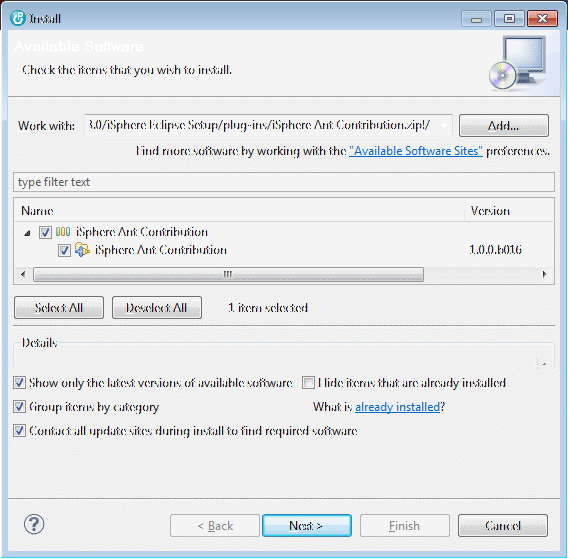 Install
Available Software
Check the items that you wish to install.
Work with: 3.0/iSphere Eclipse Setup/plug-ins/iSphere Ant Contribution.zip!/ Add...
Find more software by working with the "Available Software Sites" preferences.
type filter text
Name Version
iSphere Ant Contribution
iSphere Ant Contribution 1.0.0.b016
Select All Deselect All 1 item selected
Details
Show only the latest versions of available software Hide items that are already installed
Group items by category What is already installed?
Contact all update sites during install to find required software
? < Back Next > Finish Cancel